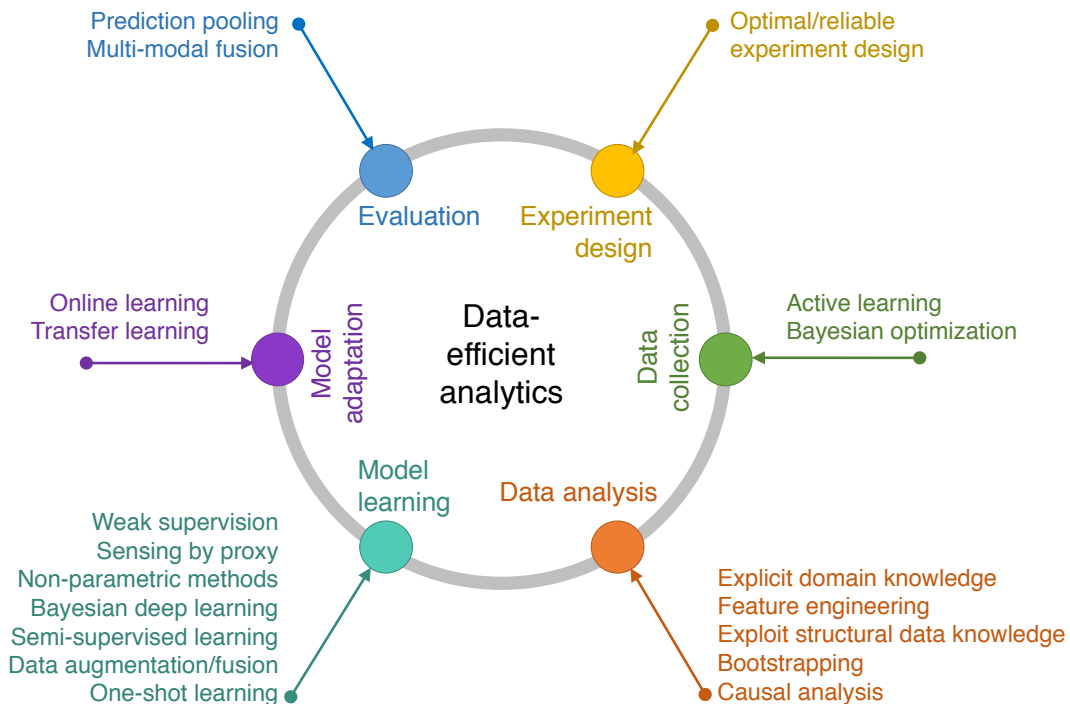 Prediction pooling
Multi-modal fusion
Optimal/reliable
experiment design
Evaluation
Experiment
design
Online learning
Transfer learning
Model
adaptation
Data-
efficient
analytics
Data
collection
Active learning
Bayesian optimization
Model
learning
Data analysis
Weak supervision
Sensing by proxy
Non-parametric methods
Bayesian deep learning
Semi-supervised learning
Data augmentation/fusion
One-shot learning
Explicit domain knowledge
Feature engineering
Exploit structural data knowledge
Bootstrapping
Causal analysis